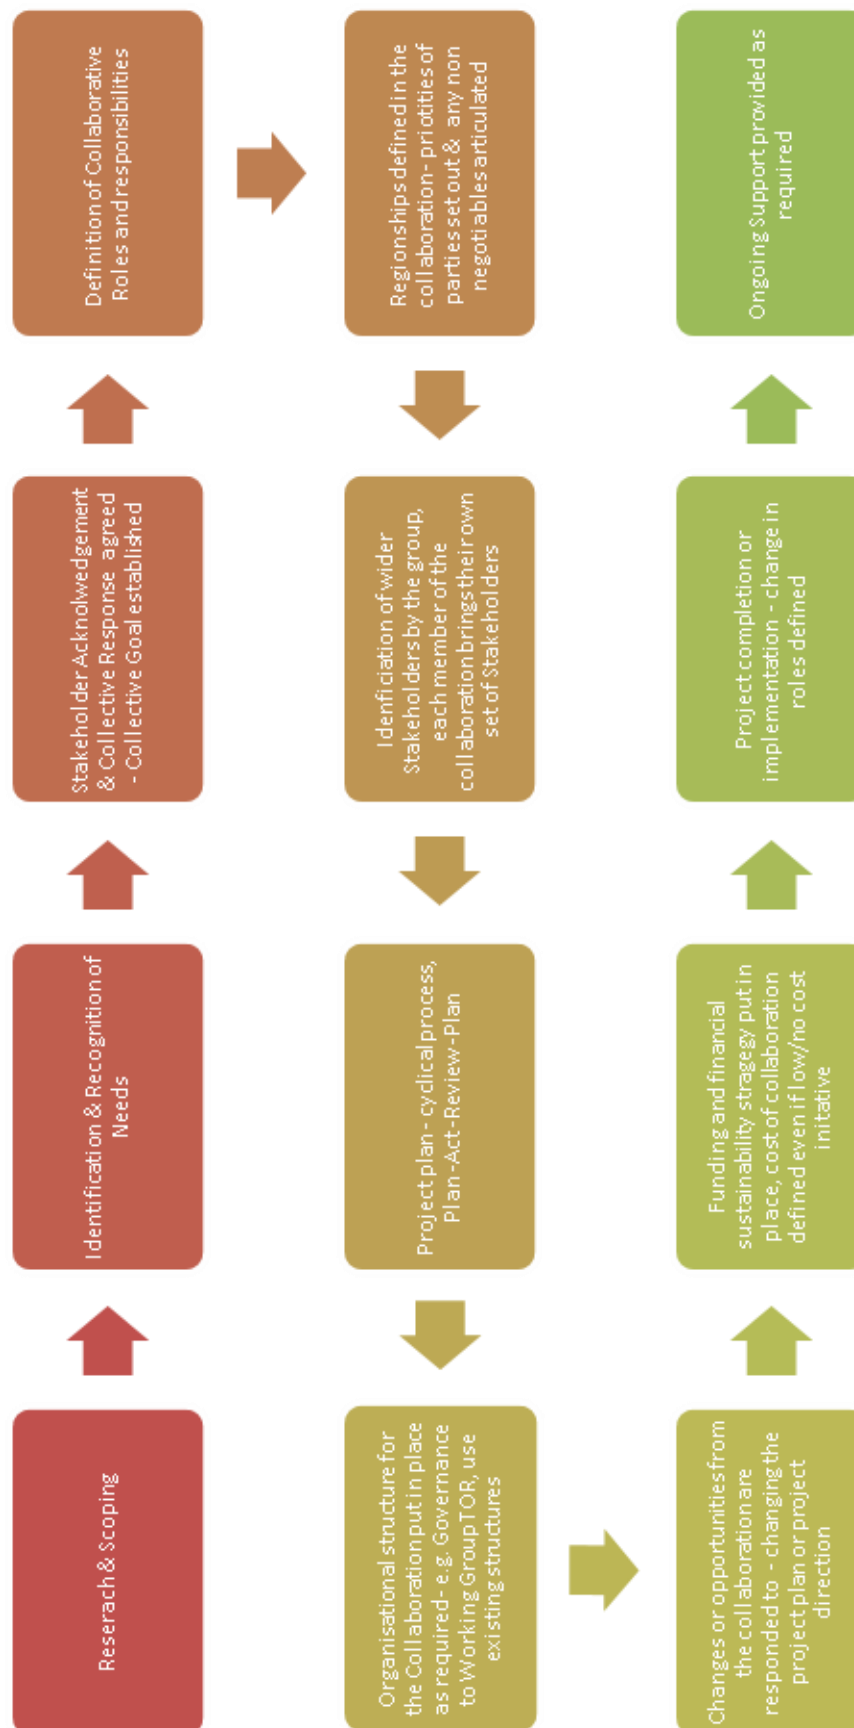 Reserach & Scoping
Identification & Recognition of
Needs
Stakeholder Acknolwedgement
& Collective Response agreed
- Collective Goal established
Definition of Collaborative
Roles and responsibilities
Regionships defined in the
collaboration- priotities of
parties set out & any non
negotiables articulated
Idenficiation of wider
Stakeholders by the group,
each member of the
collaboration brings their own
set of Stakeholders
Project plan - cyclical process,
Plan-Act-Review-Plan
Organisational structure for
the Collaboration put in place
as required- e.g. Governance
to Working Group TOR, use
existing structures
Changes or opportunities from
the collaboration are
responded to - changing the
project plan or project
direction
Funding and financial
sustainability stragegy put in
place, cost of collaboration
defined even if low/no cost
initative
Project completion or
implementation - change in
roles defined
Ongoing Support provided as
required